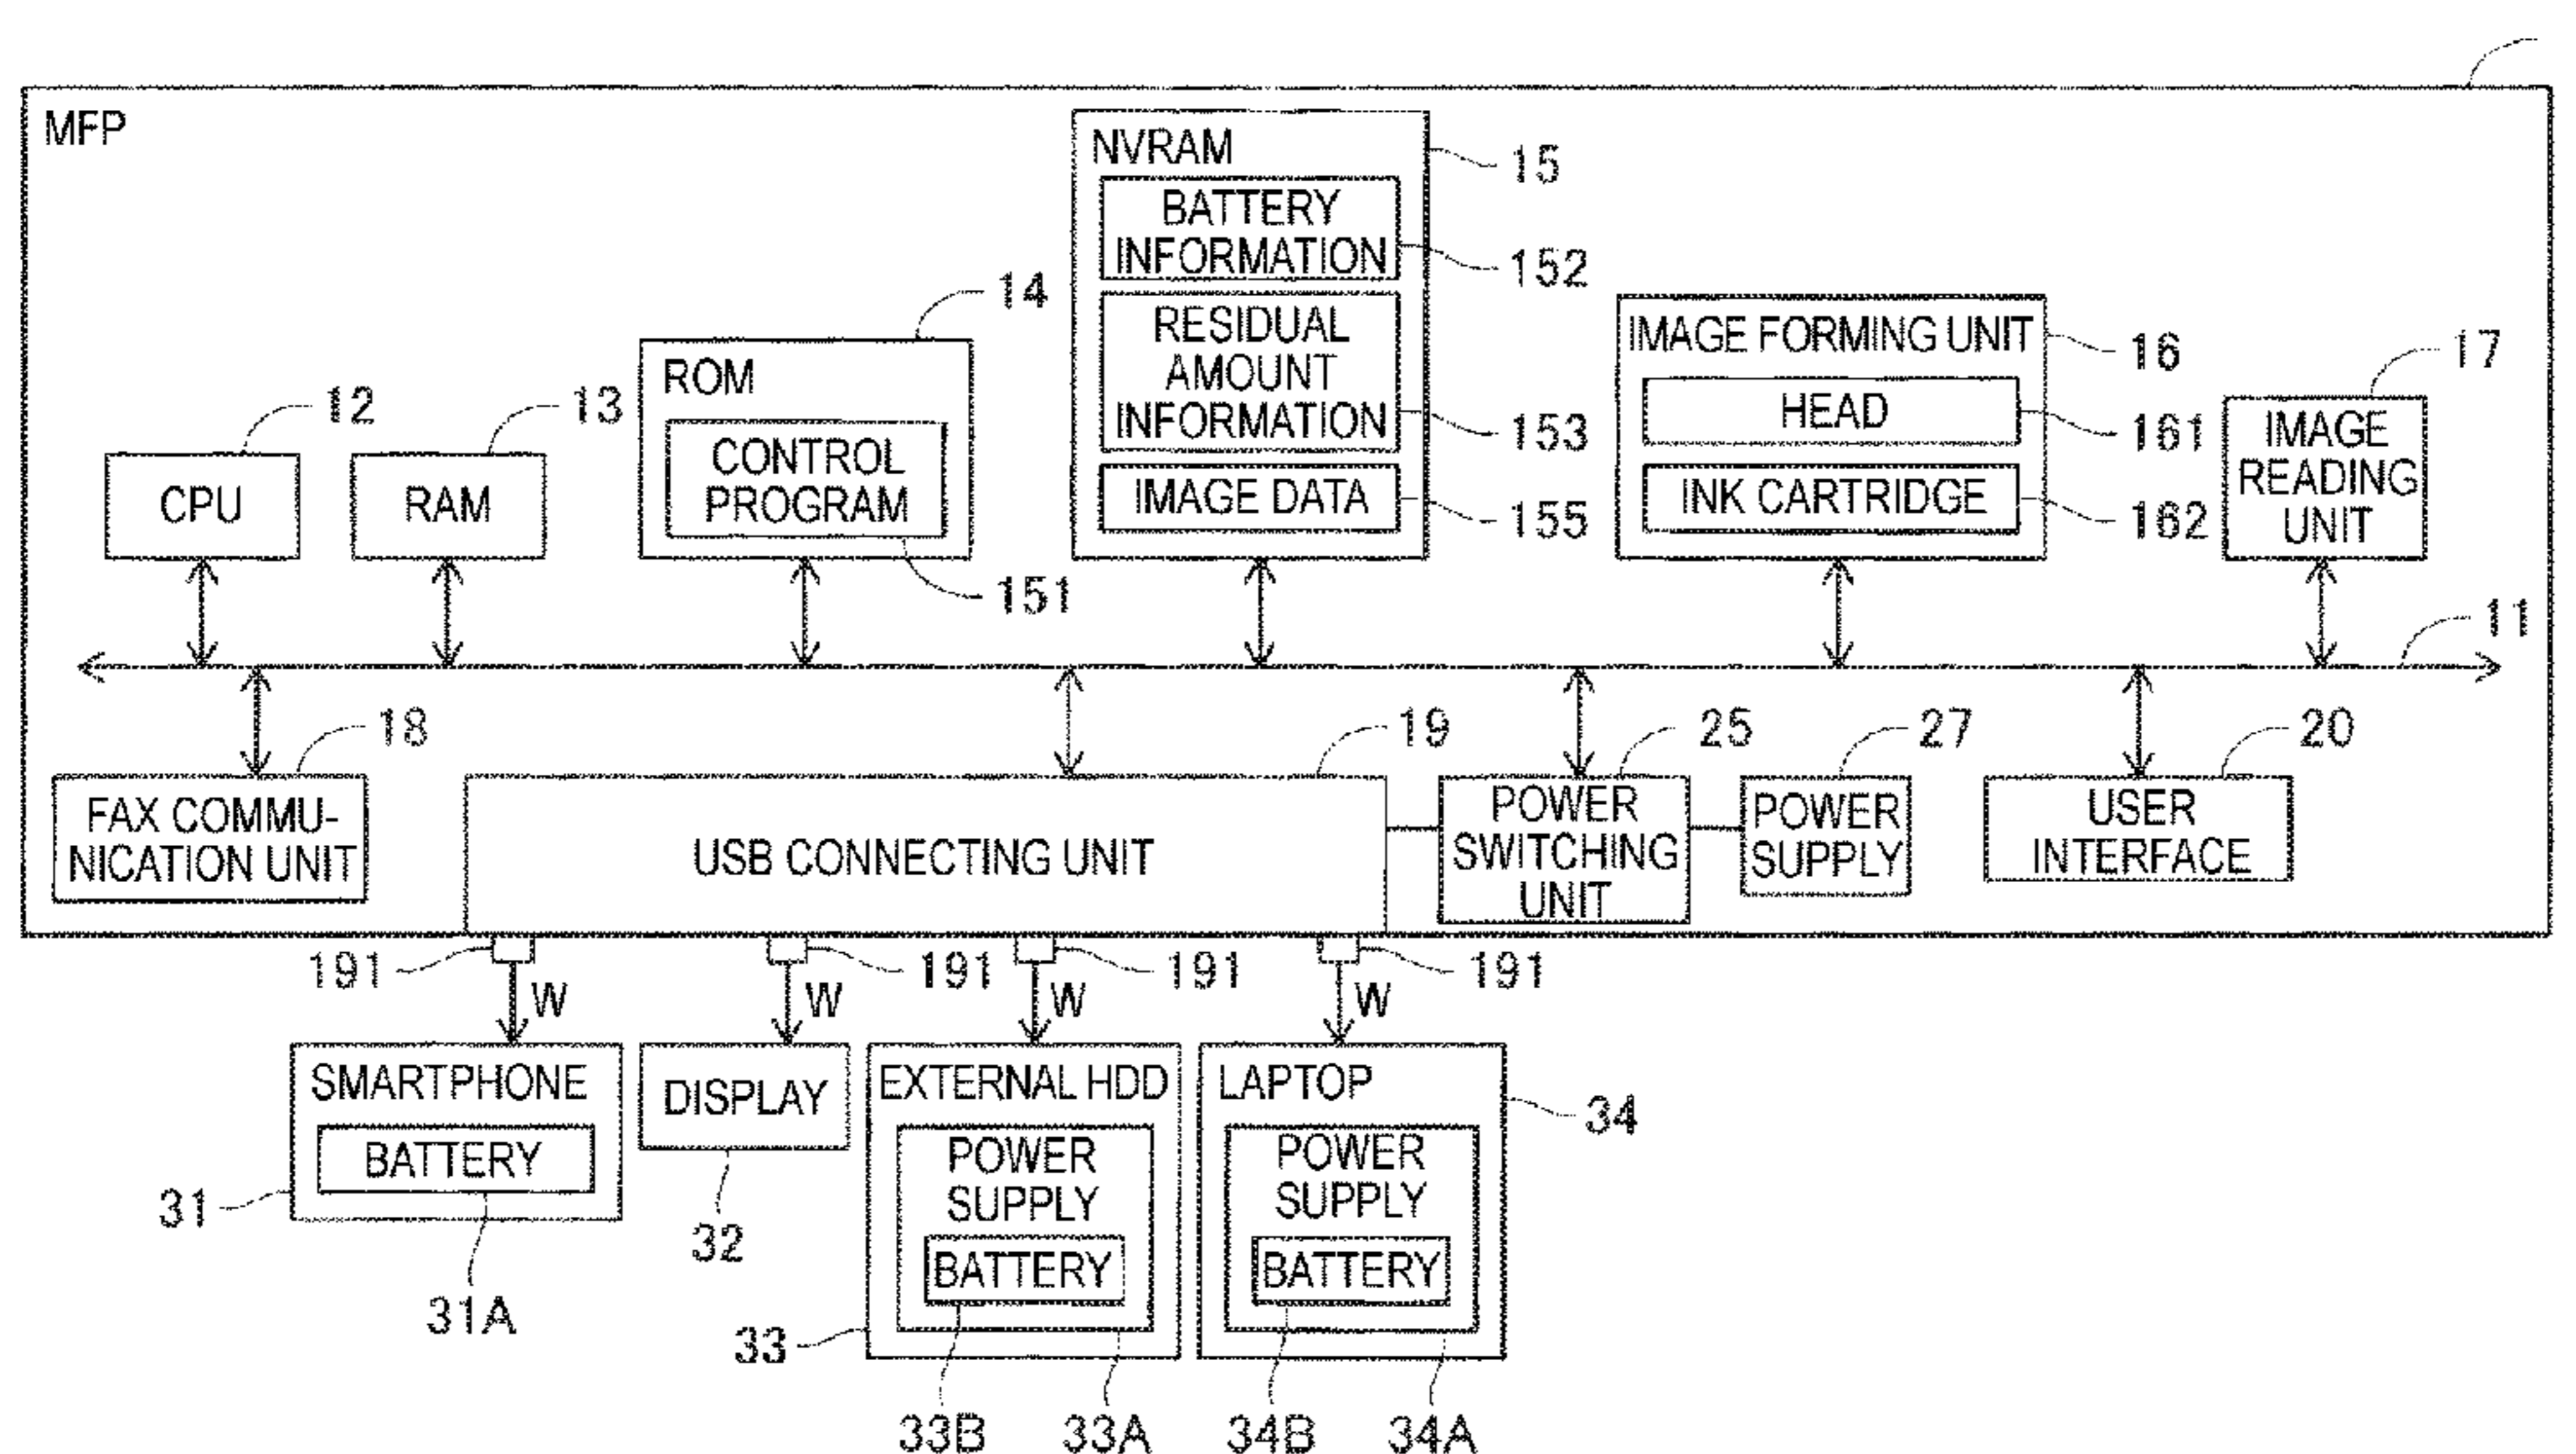 MFP
NVRAM
15
BATTERY
INFORMATION
152
RESIDUAL
AMOUNT
INFORMATION
153
IMAGE DATA
155
14
ROM
CONTROL
PROGRAM
151
12
CPU
13
RAM
IMAGE FORMING UNIT
16
HEAD
161
INK CARTRIDGE
162
17
IMAGE
READING
UNIT
11
18
FAX COMMU-
NICATION UNIT
19
USB CONNECTING UNIT
25
POWER
SWITCHING
UNIT
27
POWER
SUPPLY
20
USER
INTERFACE
191
191
191
191
W
W
W
W
SMARTPHONE
BATTERY
31
31A
DISPLAY
32
EXTERNAL HDD
POWER
SUPPLY
BATTERY
33
33B
33A
LAPTOP
34
POWER
SUPPLY
BATTERY
34B
34A